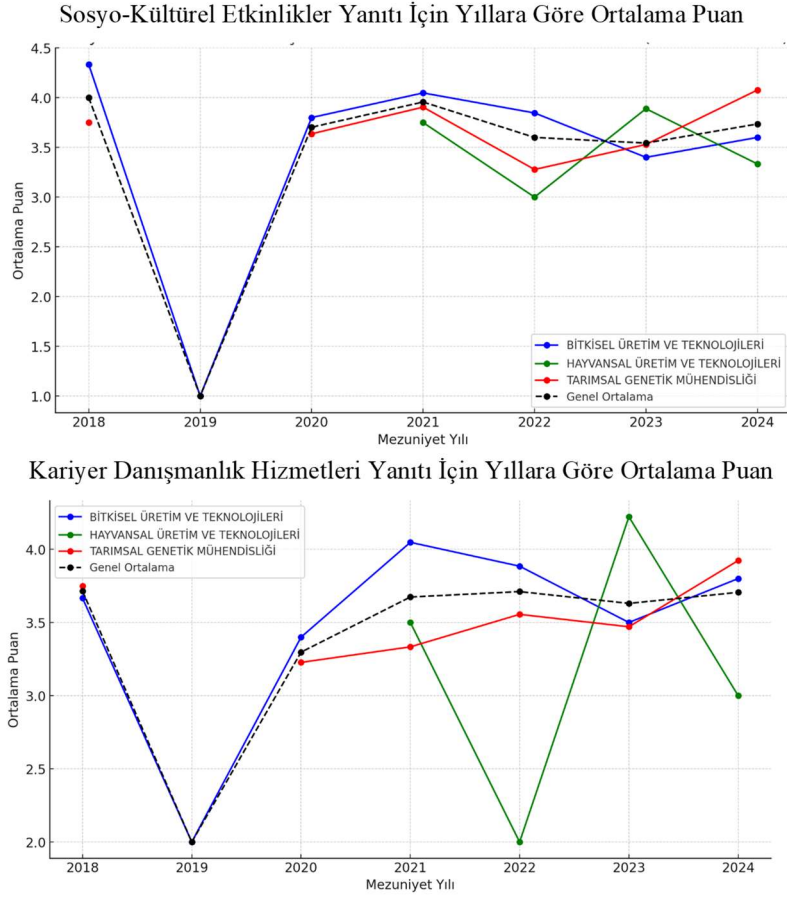 Sosyo-Kültürel Etkinlikler Yanıtı İçin Yıllara Göre Ortalama Puan
4.5
4.0
3.5
3.0
2.5
2.0
1.5
1.0
Ortalama Puan
BİTKİSEL ÜRETİM VE TEKNOLOJİLERİ
HAYVANSAL ÜRETİM VE TEKNOLOJİLERİ
TARIMSAL GENETİK MÜHENDİSLİĞİ
Genel Ortalama
2018 2019 2020 2021 2022 2023 2024
Mezuniyet Yılı
Kariyer Danışmanlık Hizmetleri Yanıtı İçin Yıllara Göre Ortalama Puan
BİTKİSEL ÜRETİM VE TEKNOLOJİLERİ
HAYVANSAL ÜRETİM VE TEKNOLOJİLERİ
TARIMSAL GENETİK MÜHENDİSLİĞİ
Genel Ortalama
4.0
3.5
3.0
2.5
2.0
Ortalama Puan
2018 2019 2020 2021 2022 2023 2024
Mezuniyet Yılı